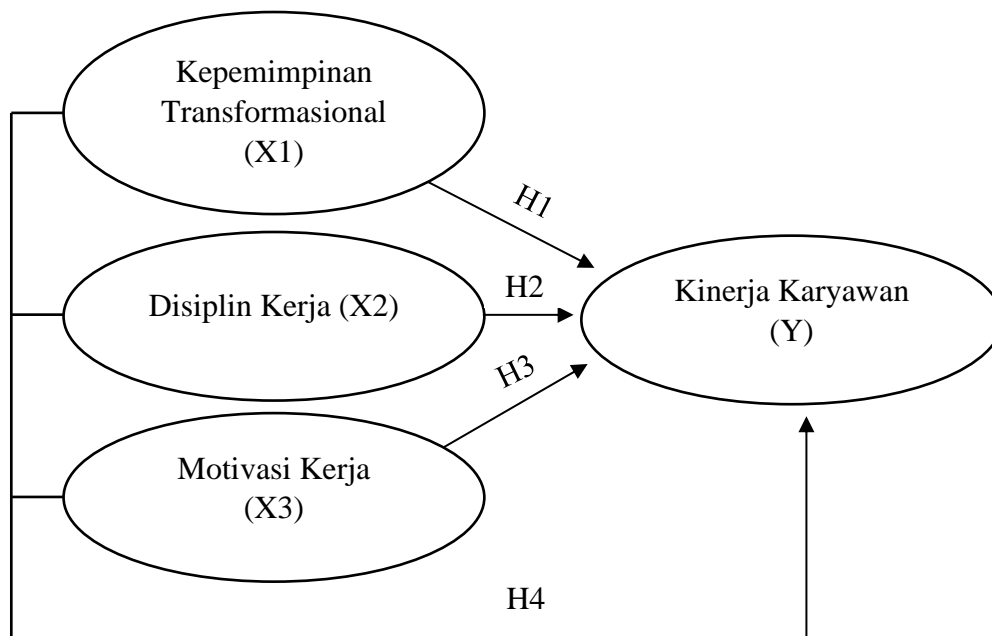 Kepemimpinan
Transformasional
(X1)
H1
Disiplin Kerja (X2)
H2
Kinerja Karyawan
(Y)
H3
Motivasi Kerja
(X3)
H4